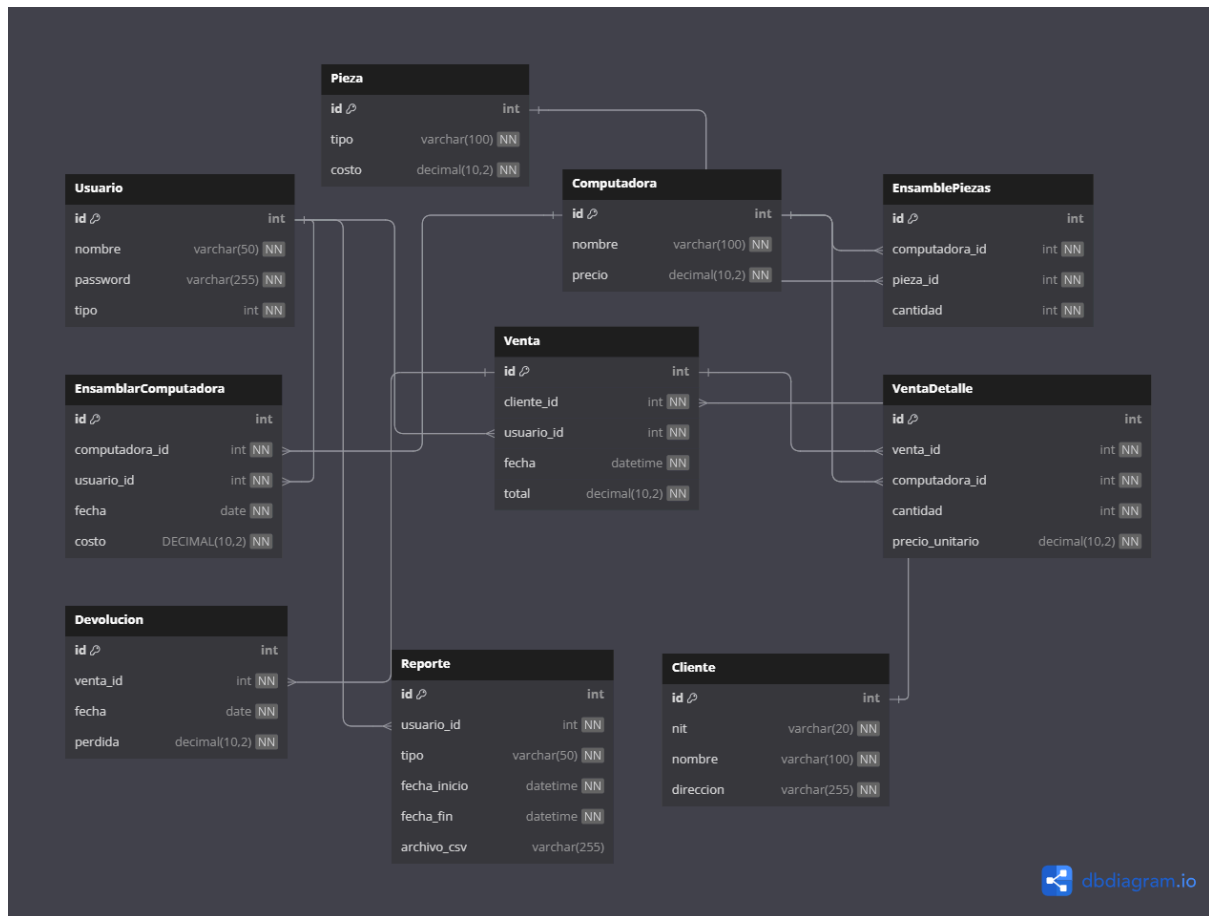 Pieza
id int
tipo varchar(100) NN
costo decimal(10,2) NN
Usuario
id int
nombre varchar(50) NN
password varchar(255) NN
tipo int NN
Computadora
id int
nombre varchar(100) NN
precio decimal(10,2) NN
EnsamblePiezas
id int
computadora_id int NN
pieza_id int NN
cantidad int NN
Venta
id int
cliente_id int NN
usuario_id int NN
fecha datetime NN
total decimal(10,2) NN
EnsamblarComputadora
id int
computadora_id int NN
usuario_id int NN
fecha date NN
costo DECIMAL(10,2) NN
VentaDetalle
id int
venta_id int NN
computadora_id int NN
cantidad int NN
precio_unitario decimal(10,2) NN
Devolucion
id int
venta_id int NN
fecha date NN
perdida decimal(10,2) NN
Reporte
id int
usuario_id int NN
tipo varchar(50) NN
fecha_inicio datetime NN
fecha_fin datetime NN
archivo_csv varchar(255)
Cliente
id int
nit varchar(20) NN
nombre varchar(100) NN
direccion varchar(255) NN
dbdiagram.io